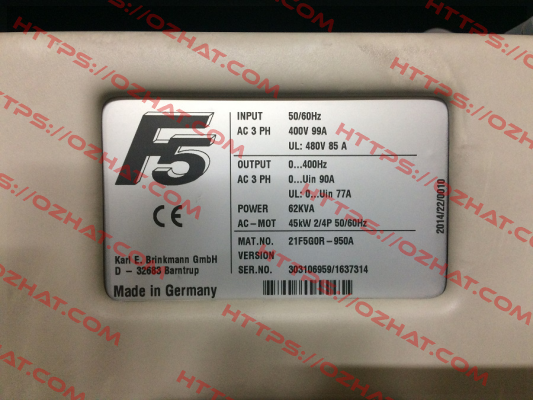 F5
CE
Karl E. Brinkmann GmbH
D - 32683 Barntrup
Made in Germany
INPUT 50/60Hz
AC 3 PH 400V 99A
UL: 480V 85 A
OUTPUT 0...400Hz
AC 3 PH 0...Uin 90A
UL: 0...Uin 77A
POWER 62KVA
AC-MOT 45kW 2/4P 50/60Hz
MAT.NO. 21F5G0R-950A
VERSION
SER.NO. 303106959/1637314
2014/22/0010
HTTPS://OZHAT.COM
HTTPS://OZHAT.COM
HTTPS://OZHAT.COM
HTTPS://OZHAT.COM
HTTPS://OZHAT.COM
HTTPS://OZHAT.COM